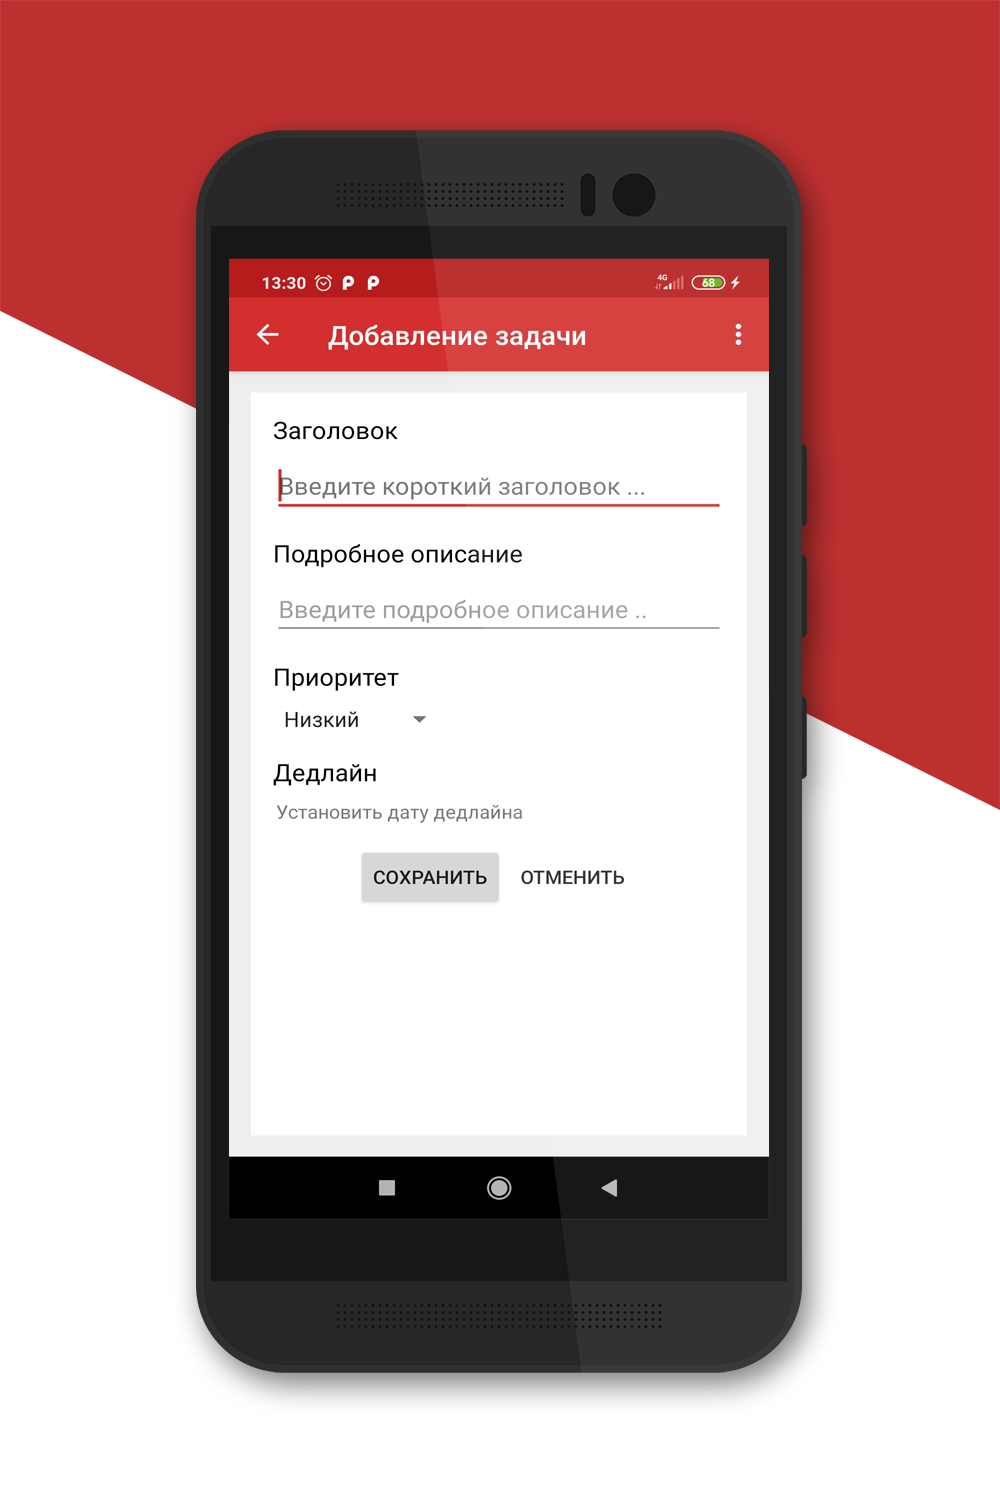 13:30
4G
68
Добавление задачи
Заголовок
Введите короткий заголовок ...
Подробное описание
Введите подробное описание ..
Приоритет
Низкий
Дедлайн
Установить дату дедлайна
СОХРАНИТЬ ОТМЕНИТЬ